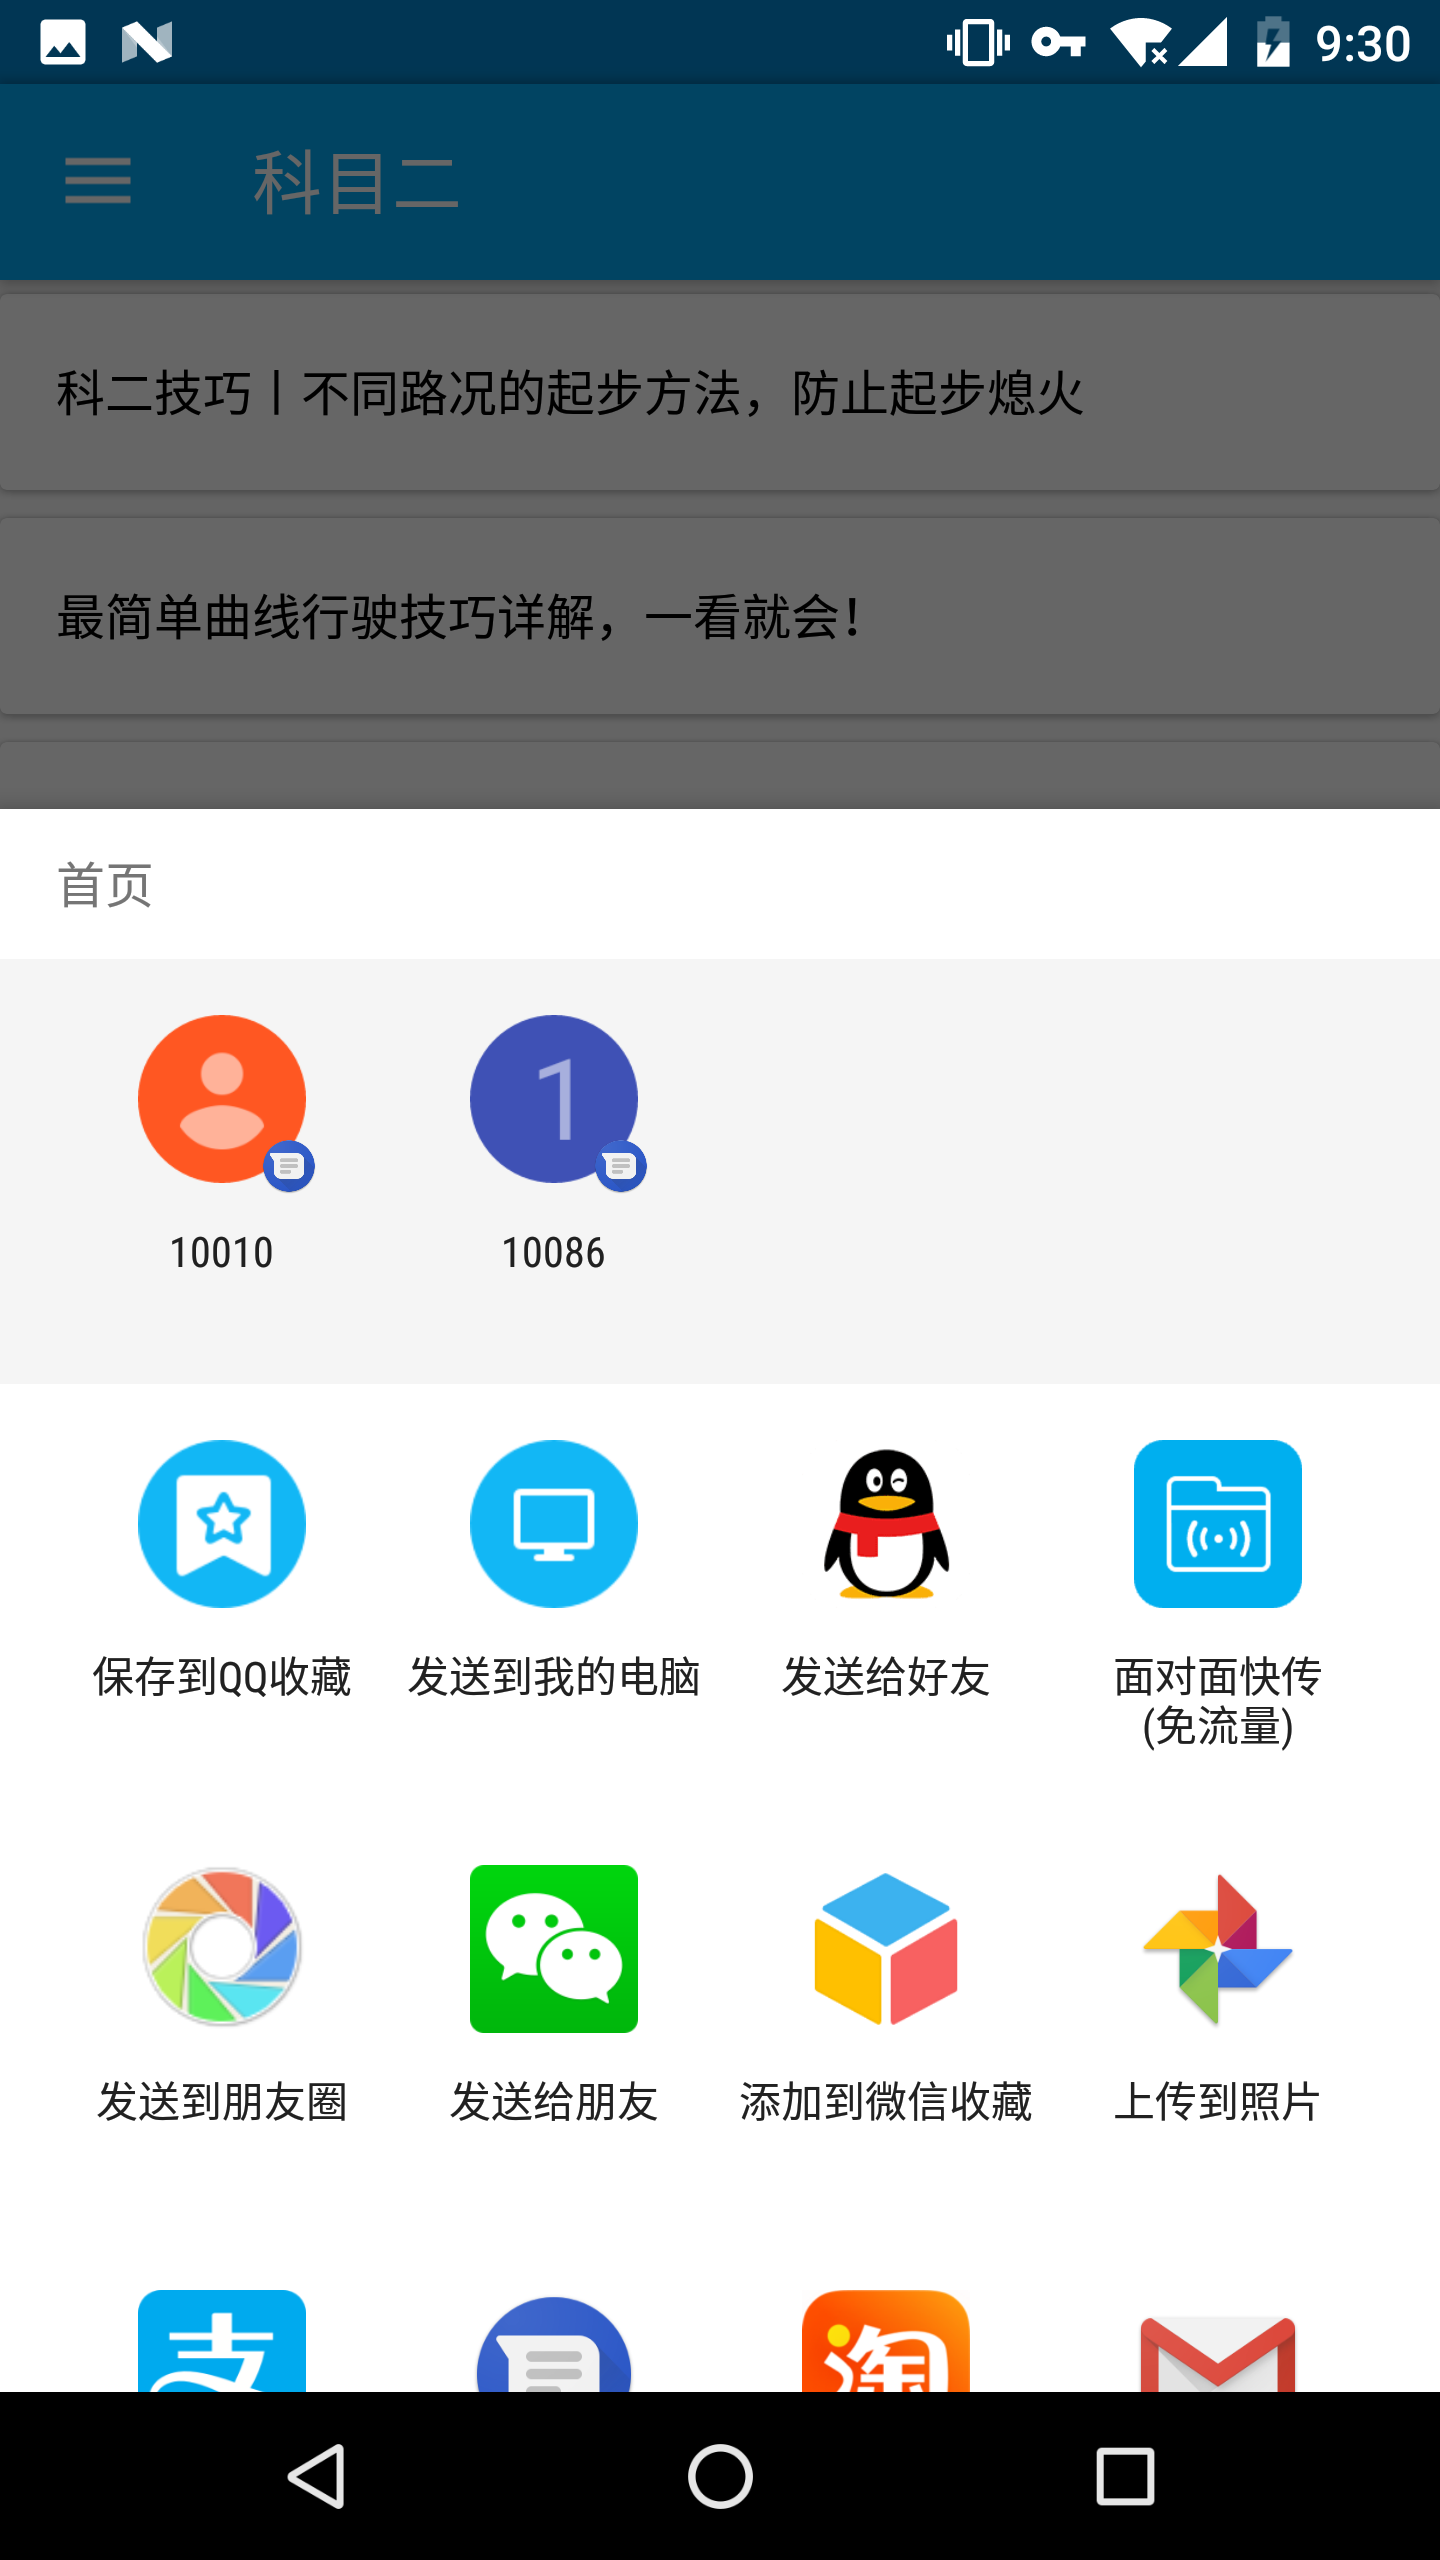 9:30
科目二
科二技巧丨不同路况的起步方法，防止起步熄火
最简单曲线行驶技巧详解，一看就会！
首页
1
10010
10086
保存到QQ收藏
发送到我的电脑
发送给好友
面对面快传
(免流量)
发送到朋友圈
发送给朋友
添加到微信收藏
上传到照片
支
淘